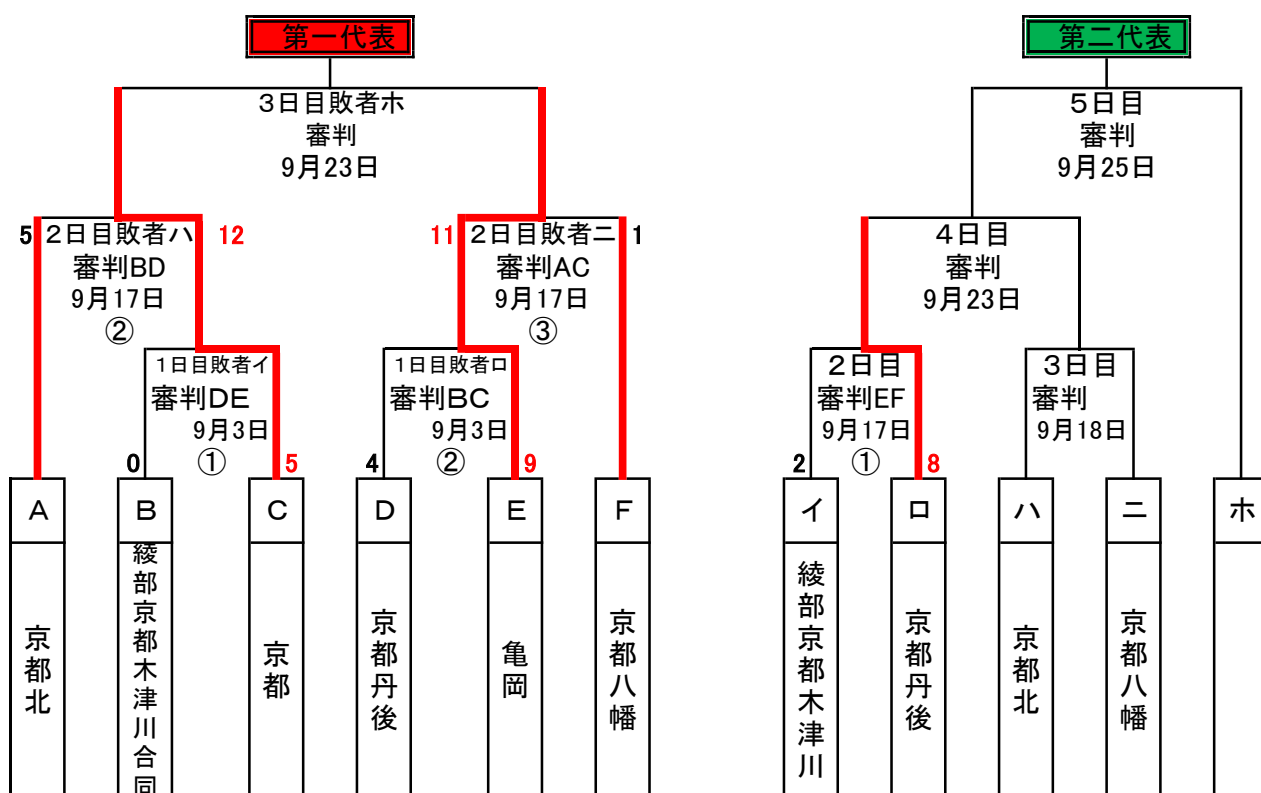 第一代表
第二代表
3日目敗者ホ
審判
9月23日
5日目
審判
9月25日
5
2日目敗者ハ
12
審判BD
9月17日
②
11
2日目敗者ニ
1
審判AC
9月17日
③
4日目
審判
9月23日
1日目敗者イ
審判DE
9月3日
①
0
5
1日目敗者ロ
審判BC
9月3日
②
4
9
2日目
審判EF
9月17日
①
2
8
3日目
審判
9月18日
A
B
C
D
E
F
イ
ロ
ハ
ニ
ホ
京都北
綾部京都木津川合同
京都
京都丹後
亀岡
京都八幡
綾部京都木津川
京都丹後
京都北
京都八幡